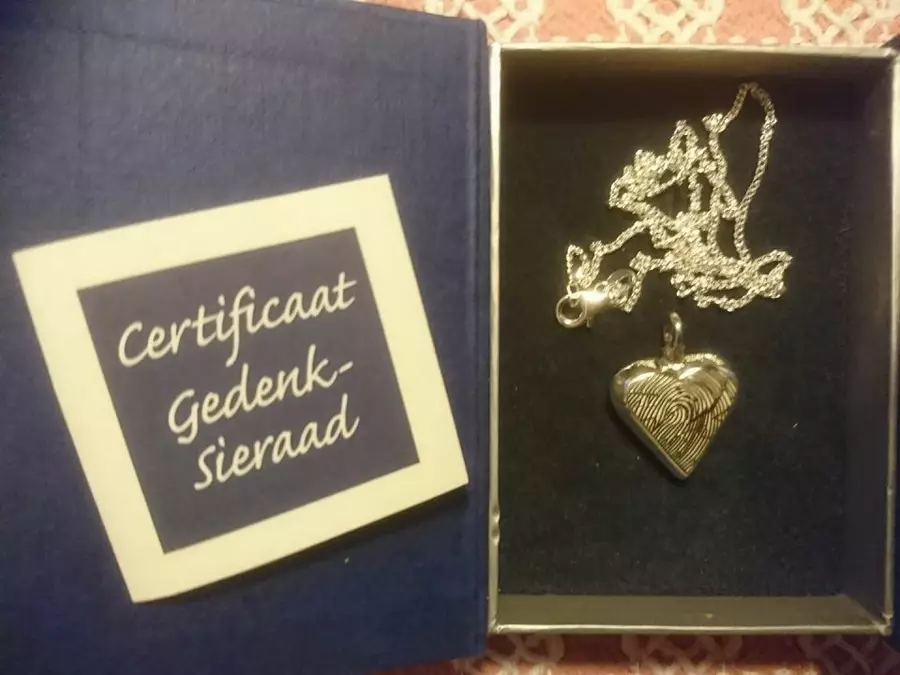 Certificaat
Gedenk-
sieraad